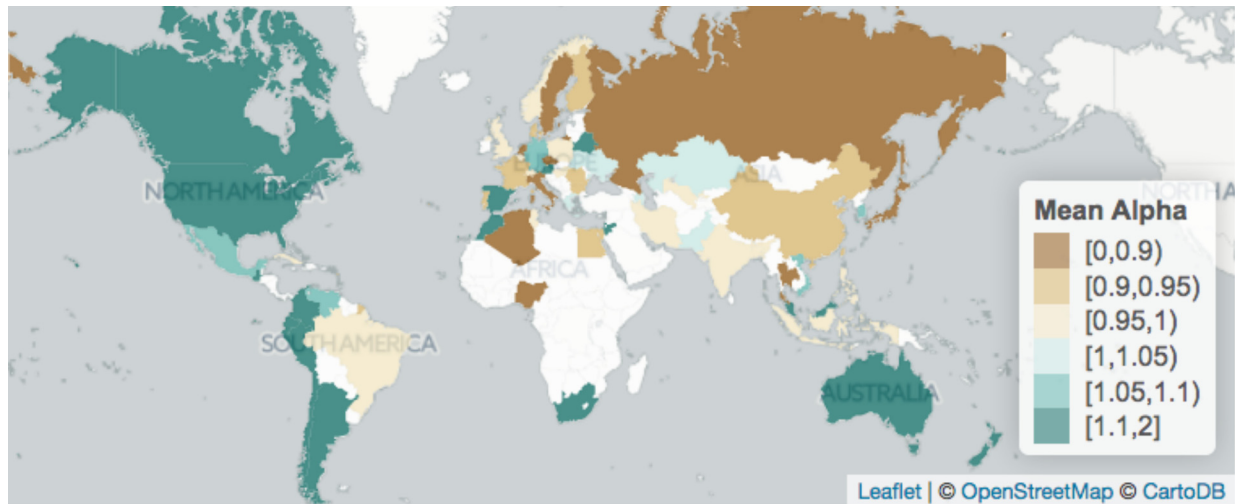 NORTH AMERICA
EUROPE
ASIA
AFRICA
SOUTH AMERICA
AUSTRALIA
NORTH A
Mean Alpha
[0,0.9)
[0.9,0.95)
[0.95,1)
[1,1.05)
[1.05,1.1)
[1.1,2]
Leaflet | © OpenStreetMap © CartoDB